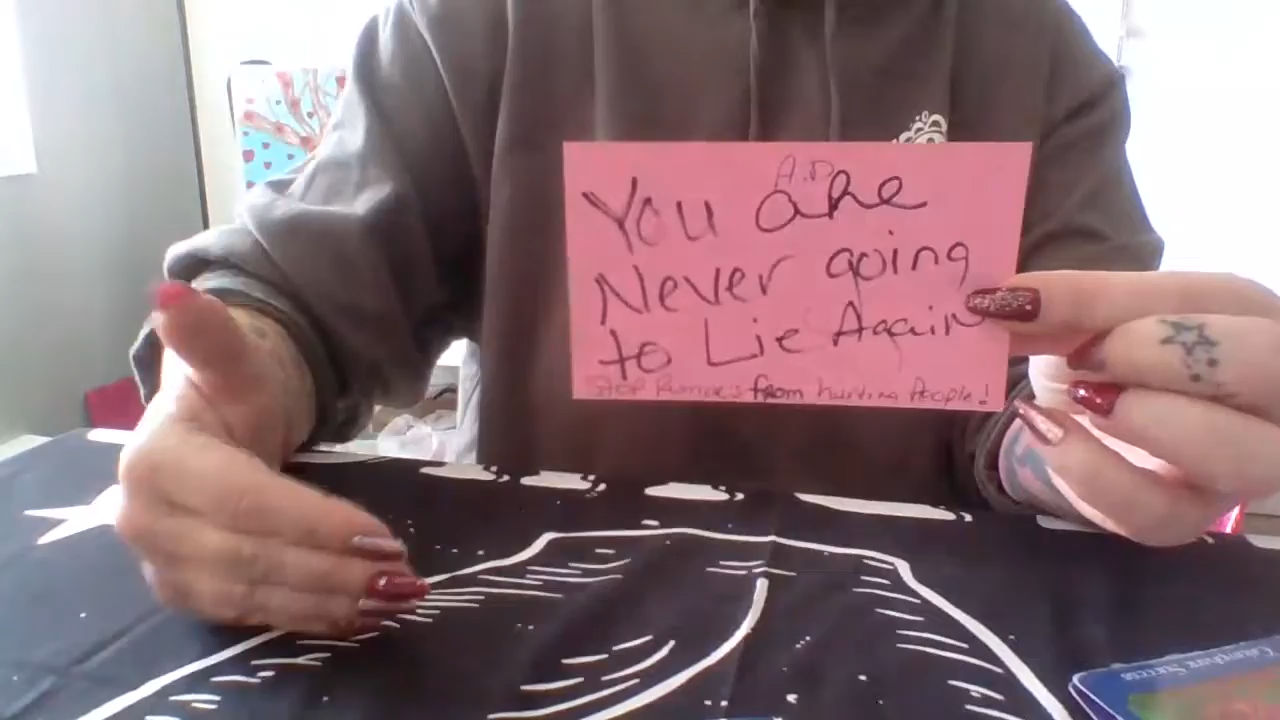 A.D
You are
Never going
to Lie Again
Stop Rumors from hurting People!